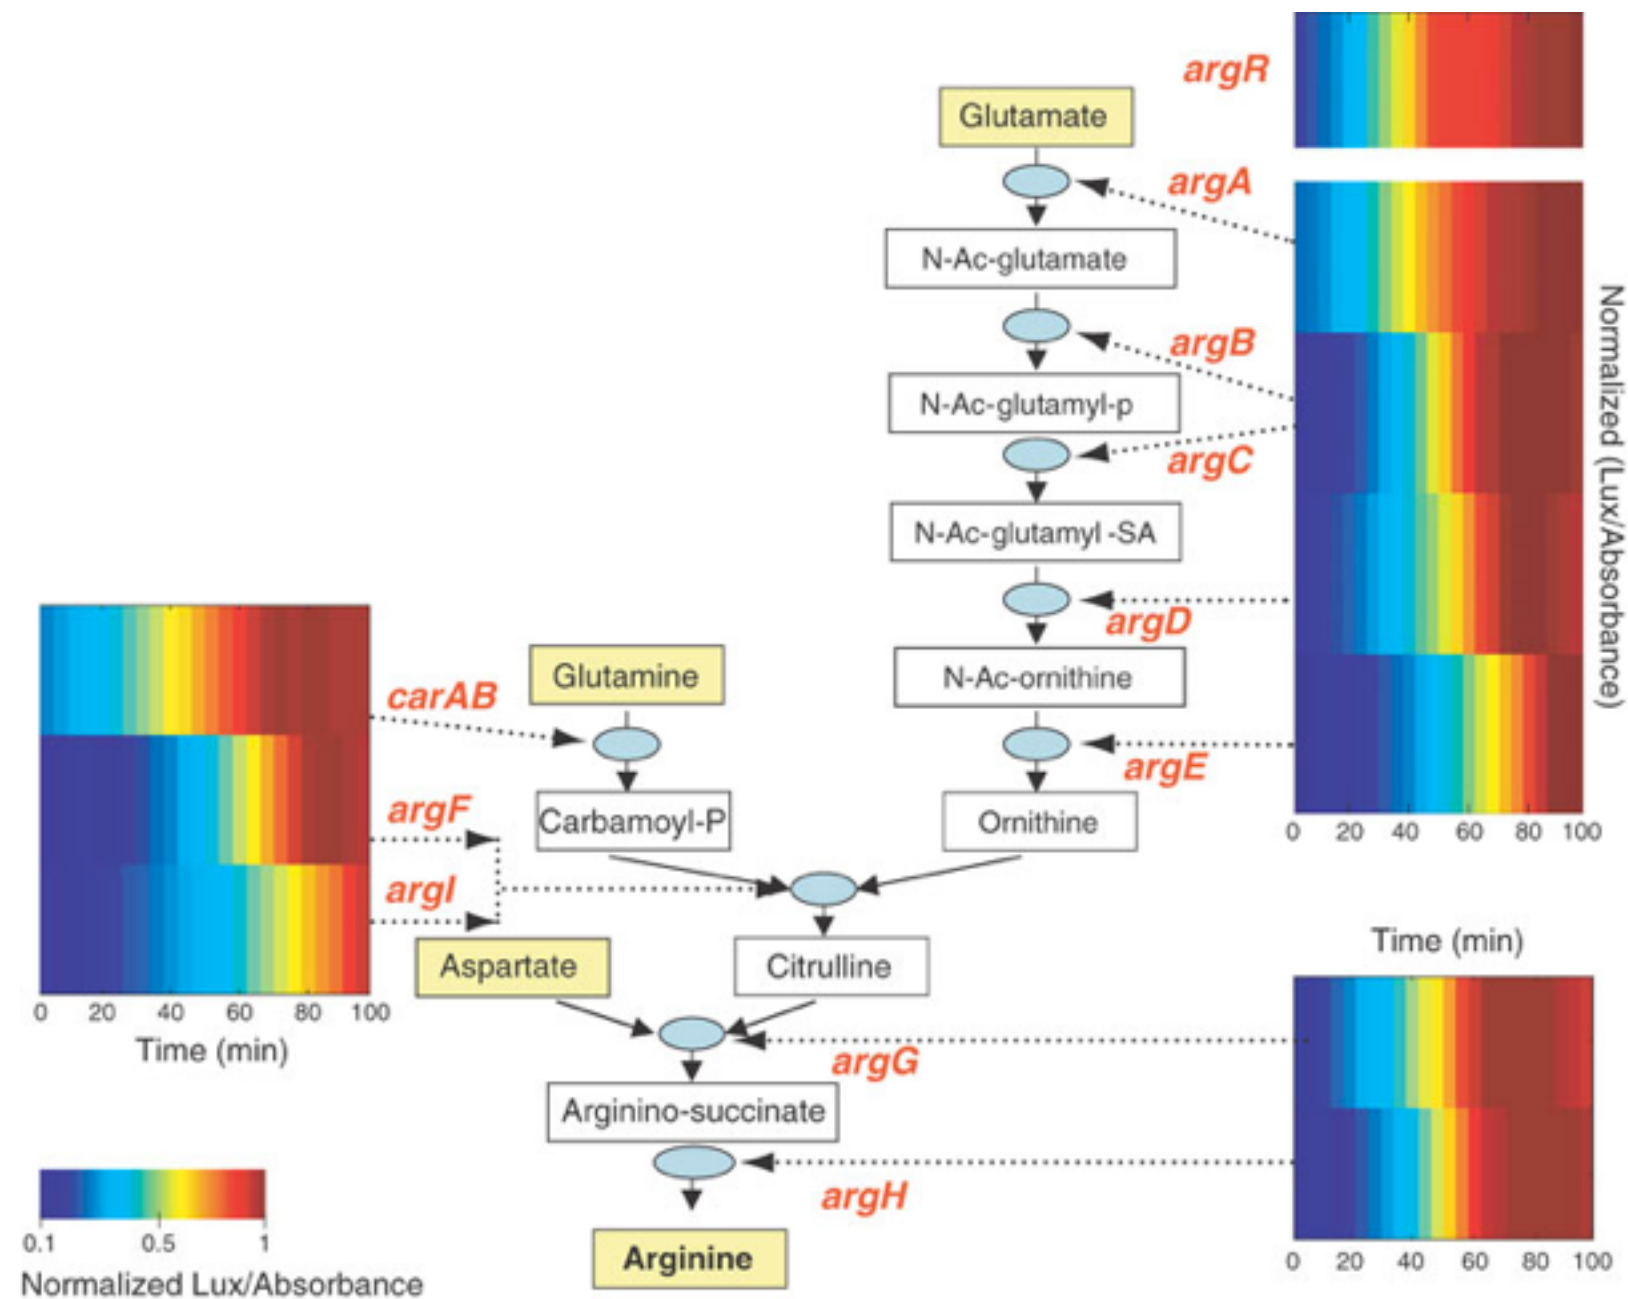 argR
Glutamate
argA
N-Ac-glutamate
argB
N-Ac-glutamyl-p
argC
N-Ac-glutamyl -SA
argD
N-Ac-ornithine
argE
Ornithine
Normalized (Lux/Absorbance)
0 20 40 60 80 100
Time (min)
carAB
Glutamine
Carbamoyl-P
argF
argI
0 20 40 60 80 100
Time (min)
Aspartate
Citrulline
argG
Arginino-succinate
argH
Arginine
0 20 40 60 80 100
0.1 0.5 1
Normalized Lux/Absorbance